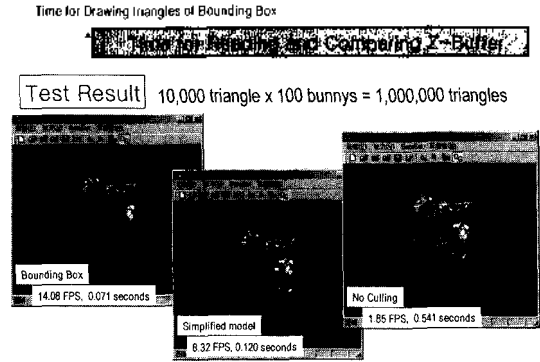 Time for Drawing Triangles of Bounding Box
Time for Reading and Comparing Z-Buffer
Test Result
10,000 triangle x 100 bunnys = 1,000,000 triangles
Bounding Box
14.08 FPS, 0.071 seconds
Simplified model
8.32 FPS, 0.120 seconds
No Culling
1.85 FPS, 0.541 seconds